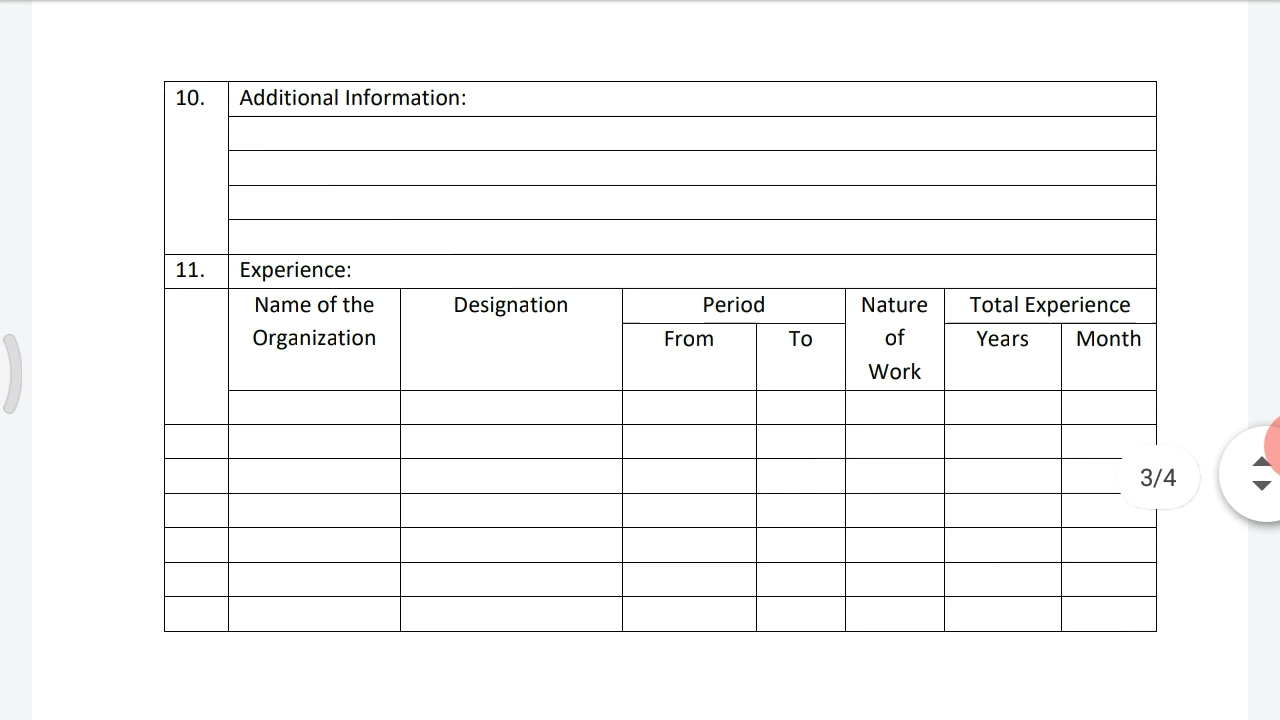 10. Additional Information:
11. Experience:
Name of the Organization Designation Period Nature of Work Total Experience
From To Years Month
3/4